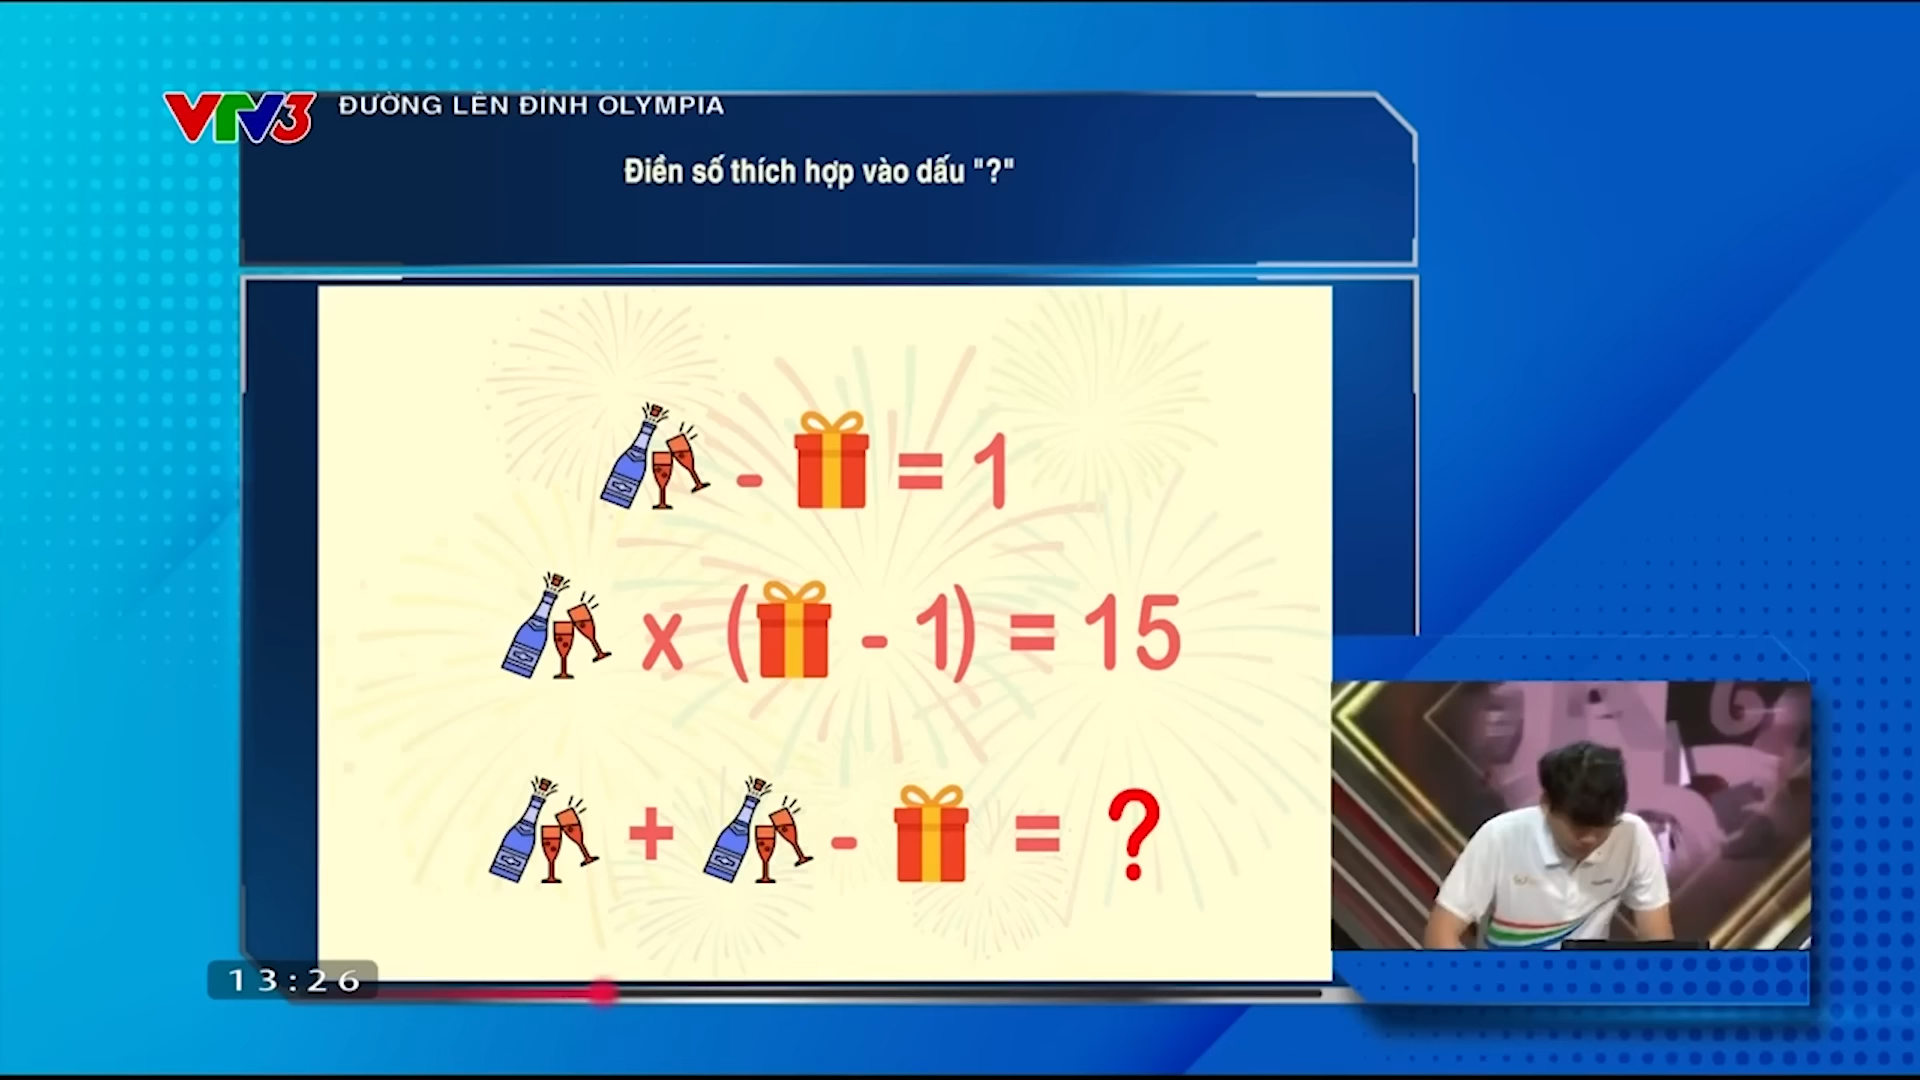 VTV3 ĐƯỜNG LÊN ĐỈNH OLYMPIA
Điền số thích hợp vào dấu "?"
- = 1
x ( - 1) = 15
+ - = ?
13:26